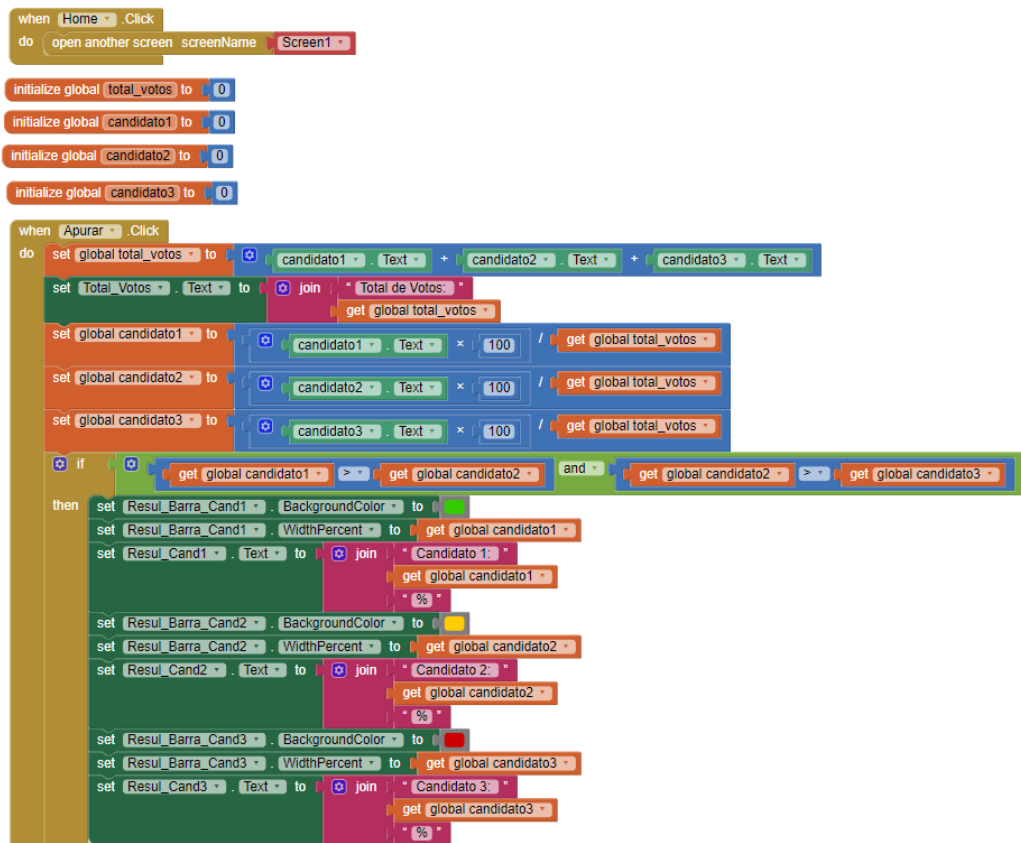 when Home .Click
do open another screen screenName Screen1
initialize global total_votos to 0
initialize global candidato1 to 0
initialize global candidato2 to 0
initialize global candidato3 to 0
when Apurar .Click
do set global total_votos to candidato1 . Text + candidato2 . Text + candidato3 . Text
set Total_Votos . Text to join " Total de Votos: "
get global total_votos
set global candidato1 to candidato1 . Text × 100 / get global total_votos
set global candidato2 to candidato2 . Text × 100 / get global total_votos
set global candidato3 to candidato3 . Text × 100 / get global total_votos
if get global candidato1 > get global candidato2 and get global candidato2 > get global candidato3
then set Resul_Barra_Cand1 . BackgroundColor to
set Resul_Barra_Cand1 . WidthPercent to get global candidato1
set Resul_Cand1 . Text to join " Candidato 1: "
get global candidato1
" % "
set Resul_Barra_Cand2 . BackgroundColor to
set Resul_Barra_Cand2 . WidthPercent to get global candidato2
set Resul_Cand2 . Text to join " Candidato 2: "
get global candidato2
" % "
set Resul_Barra_Cand3 . BackgroundColor to
set Resul_Barra_Cand3 . WidthPercent to get global candidato3
set Resul_Cand3 . Text to join " Candidato 3: "
get global candidato3
" % "